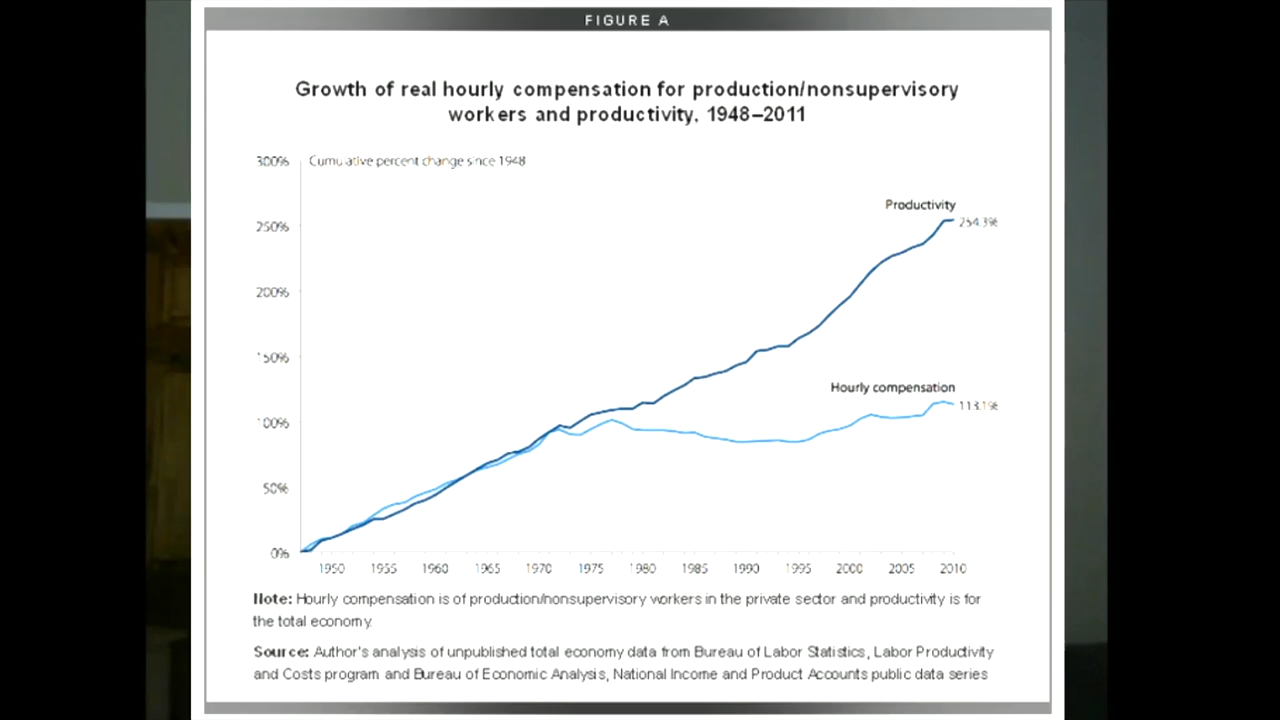 FIGURE A
Growth of real hourly compensation for production/nonsupervisory
workers and productivity, 1948–2011
300% Cumulative percent change since 1948
Productivity
254.3%
250%
200%
150%
Hourly compensation
113.1%
100%
50%
0%
1950 1955 1960 1965 1970 1975 1980 1985 1990 1995 2000 2005 2010
Note: Hourly compensation is of production/nonsupervisory workers in the private sector and productivity is for
the total economy.
Source: Author's analysis of unpublished total economy data from Bureau of Labor Statistics, Labor Productivity
and Costs program and Bureau of Economic Analysis, National Income and Product Accounts public data series